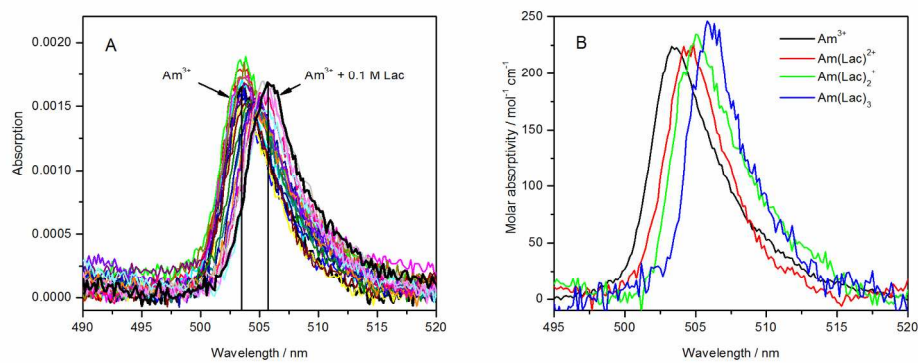 A
Am³⁺
Am³⁺ + 0.1 M Lac
Absorption
0.0020
0.0015
0.0010
0.0005
0.0000
490 495 500 505 510 515 520
Wavelength / nm
B
Am³⁺
Am(Lac)²⁺
Am(Lac)₂⁺
Am(Lac)₃
Molar absorptivity / mol⁻¹ cm⁻¹
250
200
150
100
50
0
495 500 505 510 515 520
Wavelength / nm